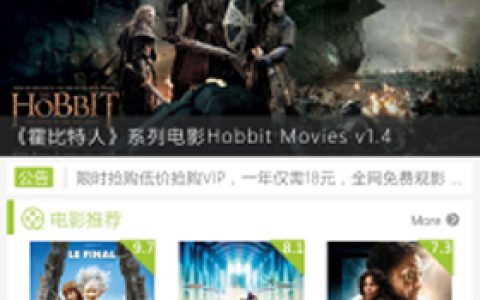 THE
HOBBIT
《霍比特人》系列电影Hobbit Movies v1.4
公告 限时抢购低价抢购VIP，一年仅需18元，全网免费观影 ...
电影推荐 More
9.7 8.1 7.3
LE FINAL